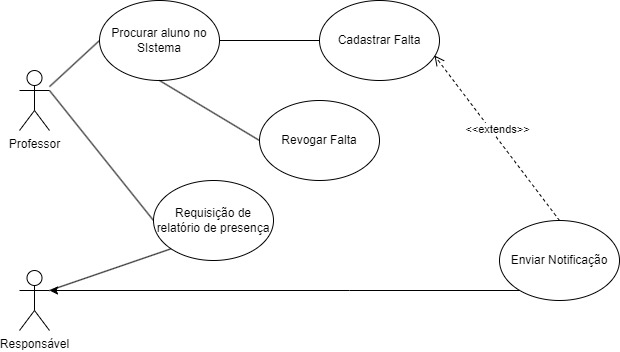 Procurar aluno no
SIstema
Cadastrar Falta
Professor
Revogar Falta
<<extends>>
Requisição de
relatório de presença
Enviar Notificação
Responsável